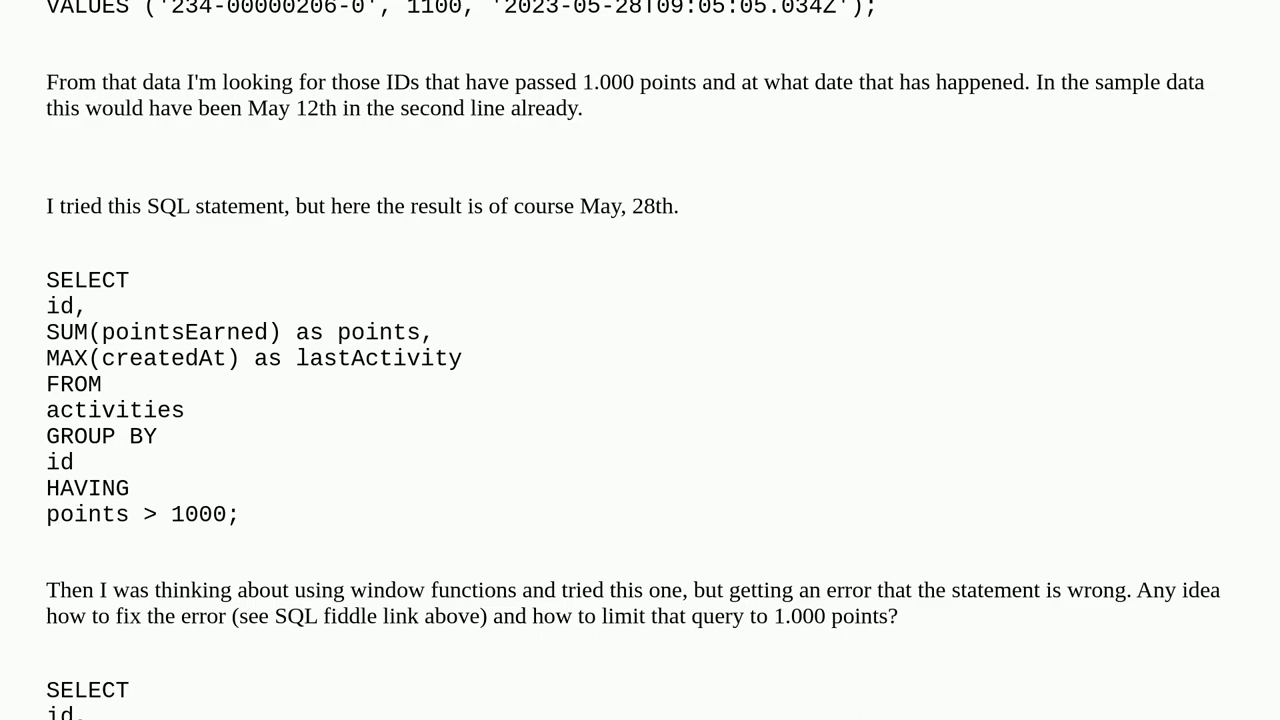 VALUES ('234-00000206-0', 1100, '2023-05-28T09:05:05.034Z');
From that data I'm looking for those IDs that have passed 1.000 points and at what date that has happened. In the sample data
this would have been May 12th in the second line already.
I tried this SQL statement, but here the result is of course May, 28th.
SELECT
id,
SUM(pointsEarned) as points,
MAX(createdAt) as lastActivity
FROM
activities
GROUP BY
id
HAVING
points > 1000;
Then I was thinking about using window functions and tried this one, but getting an error that the statement is wrong. Any idea
how to fix the error (see SQL fiddle link above) and how to limit that query to 1.000 points?
SELECT
id,